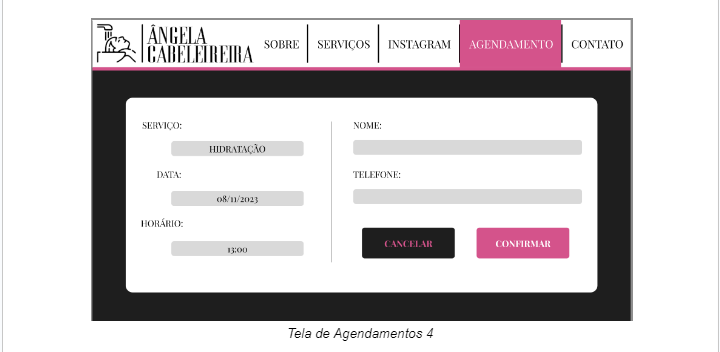 ÂNGELA
CABELEIREIRA
SOBRE
SERVIÇOS
INSTAGRAM
AGENDAMENTO
CONTATO
SERVIÇO:
HIDRATAÇÃO
DATA:
08/11/2023
HORÁRIO:
13:00
NOME:
TELEFONE:
CANCELAR
CONFIRMAR
Tela de Agendamentos 4